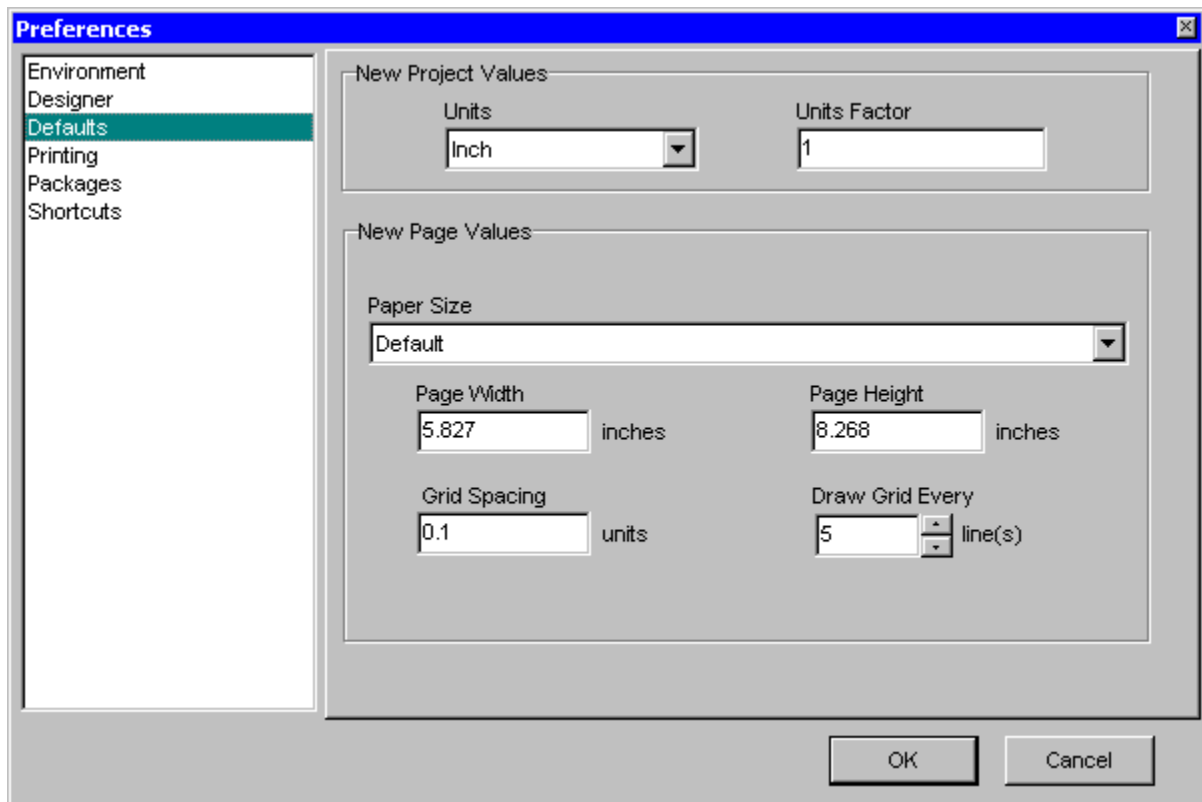 Preferences
Environment
Designer
Defaults
Printing
Packages
Shortcuts
New Project Values
Units Units Factor
Inch 1
New Page Values
Paper Size
Default
Page Width Page Height
5.827 inches 8.268 inches
Grid Spacing Draw Grid Every
0.1 units 5 line(s)
OK Cancel